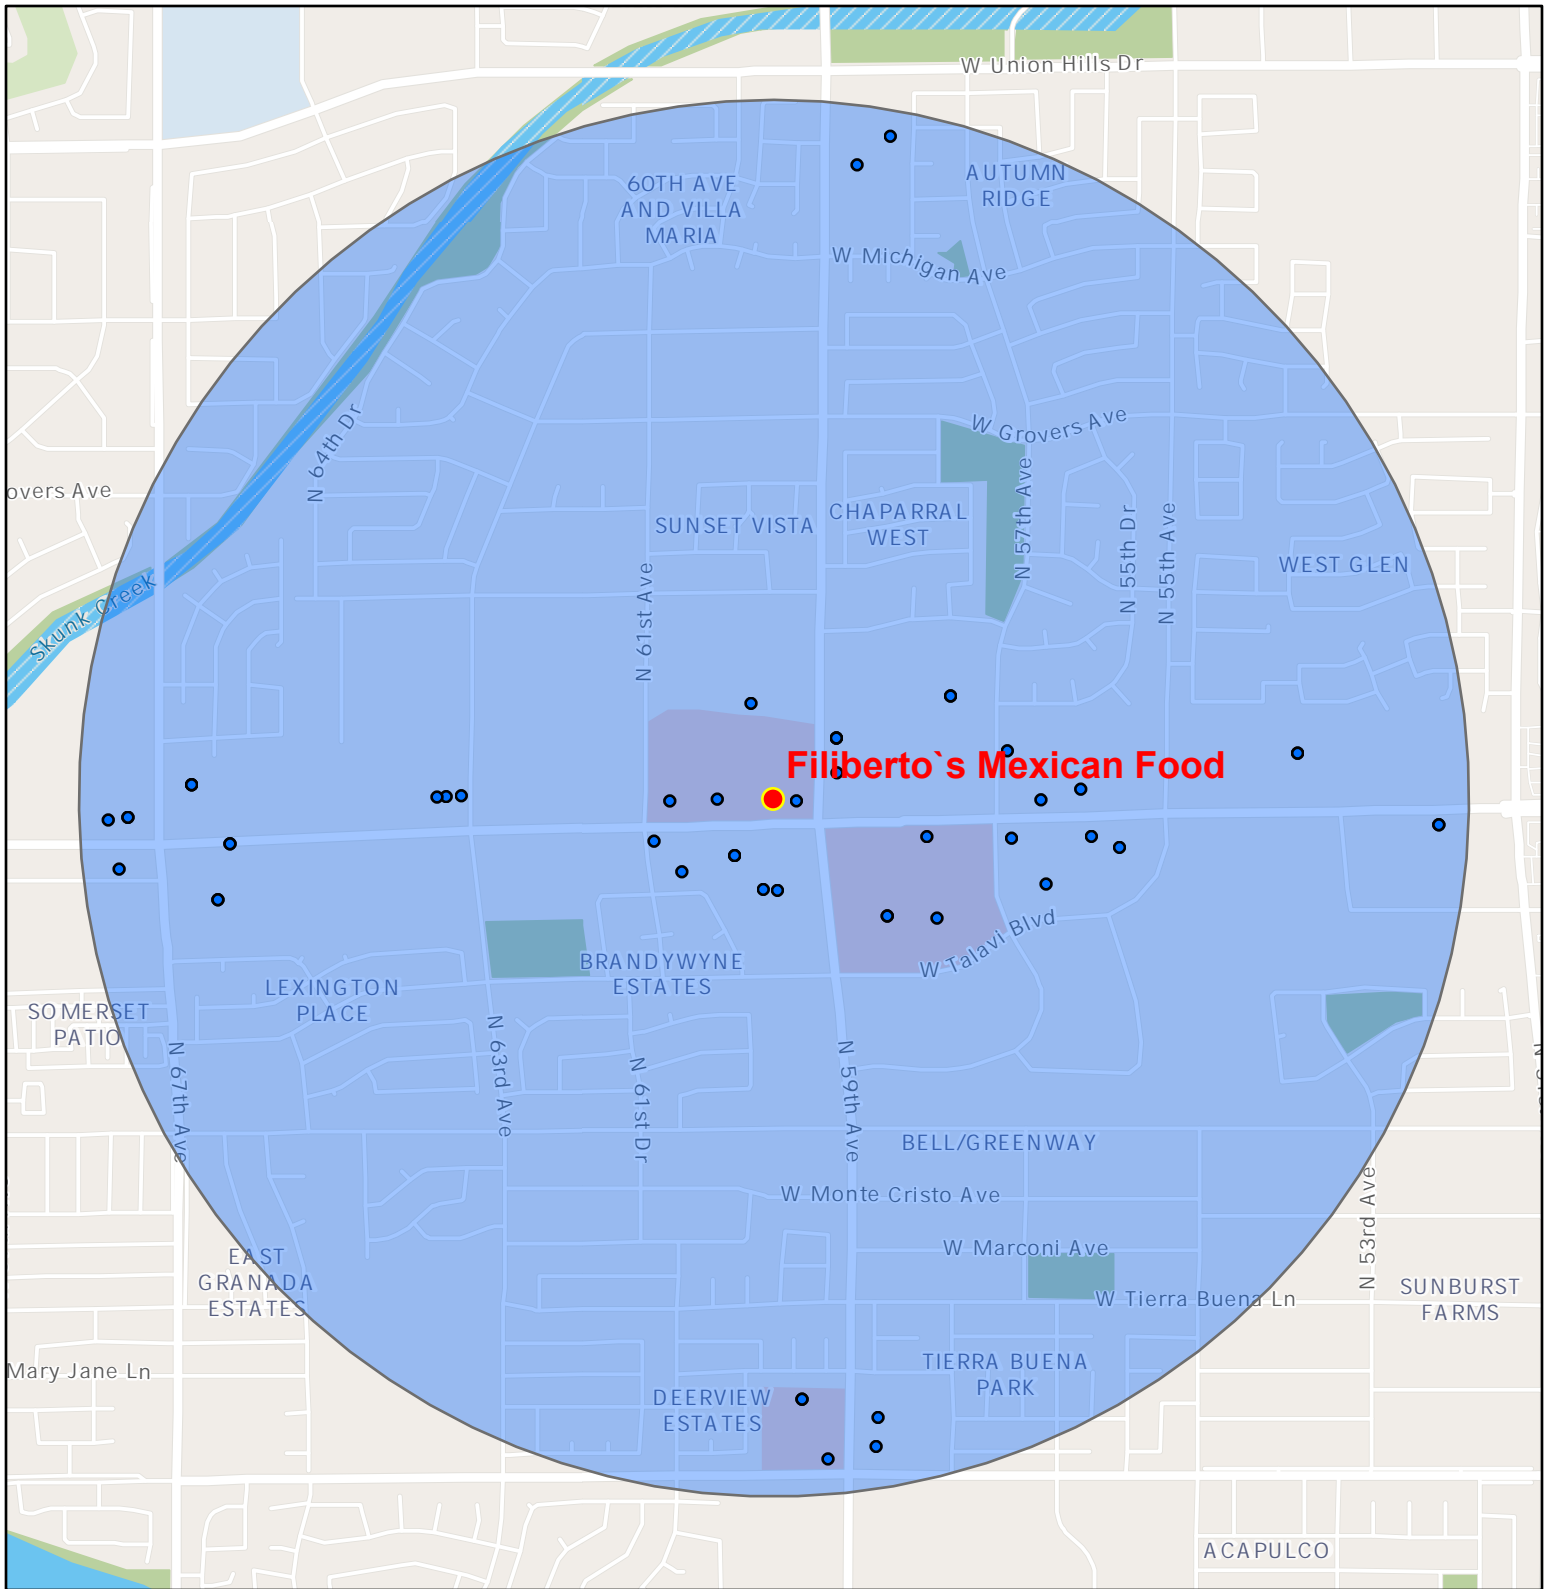 W Union Hills Dr
AUTUMN
RIDGE
60TH AVE
AND VILLA
MARIA
W Michigan Ave
N 64th Dr
W Grovers Ave
overs Ave
SUNSET VISTA
CHAPARRAL
WEST
N 57th Ave
N 55th Dr
N 55th Ave
WEST GLEN
Skunk Creek
N 61st Ave
Filiberto`s Mexican Food
W Talavi Blvd
BRANDYWYNE
ESTATES
LEXINGTON
PLACE
SOMERSET
PATIO
N 67th Ave
N 63rd Ave
N 61st Dr
N 59th Ave
BELL/GREENWAY
W Monte Cristo Ave
W Marconi Ave
N 53rd Ave
EAST
GRANADA
ESTATES
W Tierra Buena Ln
SUNBURST
FARMS
Mary Jane Ln
TIERRA BUENA
PARK
DEERVIEW
ESTATES
ACAPULCO